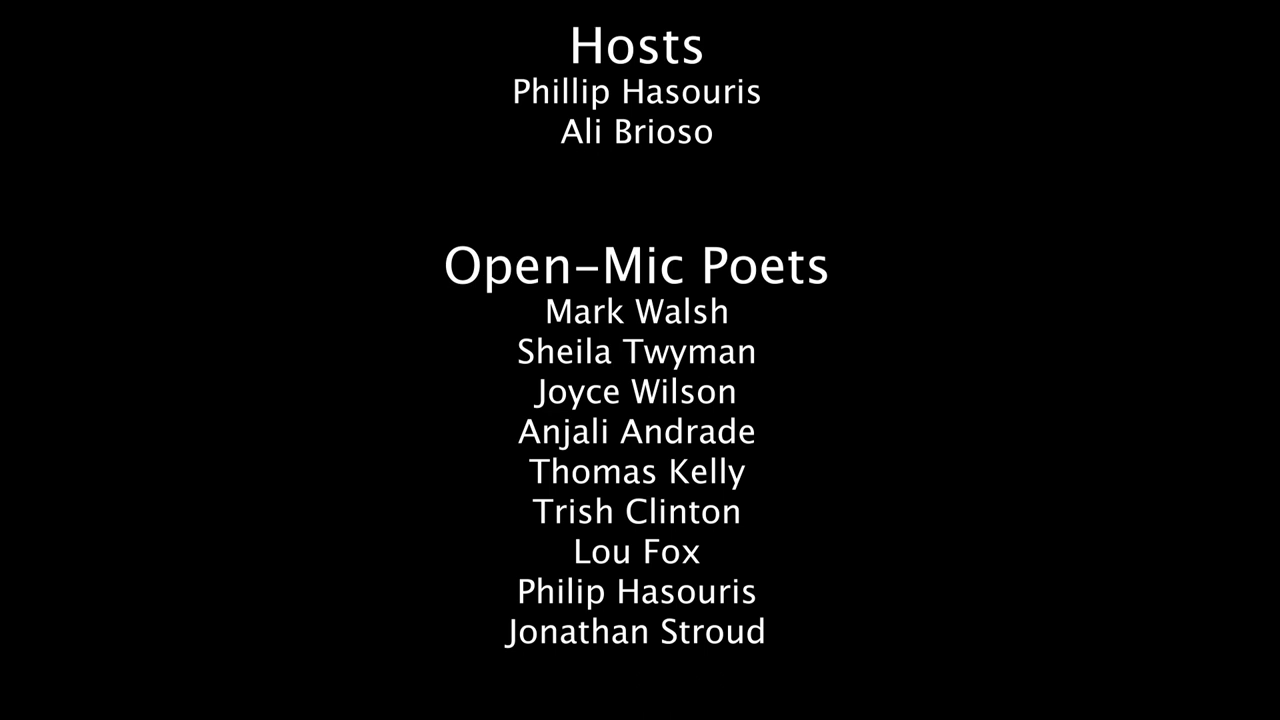 Hosts
Phillip Hasouris
Ali Brioso
Open-Mic Poets
Mark Walsh
Sheila Twyman
Joyce Wilson
Anjali Andrade
Thomas Kelly
Trish Clinton
Lou Fox
Philip Hasouris
Jonathan Stroud